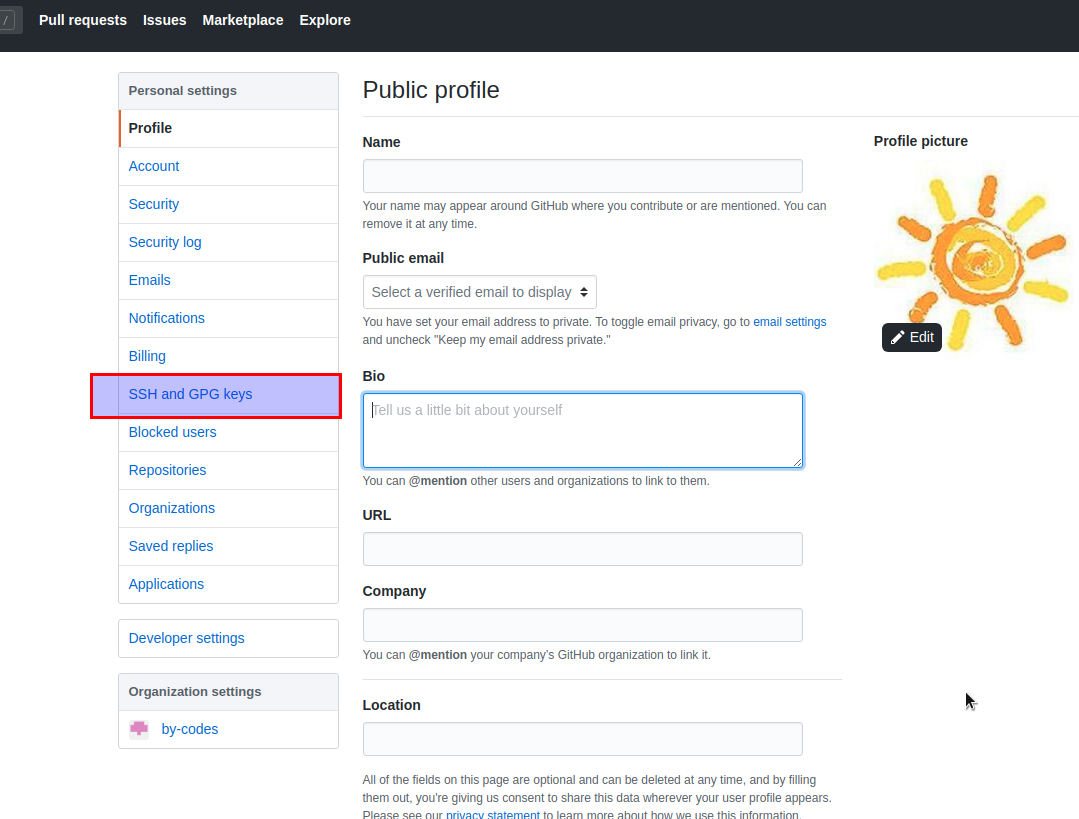 / Pull requests Issues Marketplace Explore
Personal settings
Profile
Account
Security
Security log
Emails
Notifications
Billing
SSH and GPG keys
Blocked users
Repositories
Organizations
Saved replies
Applications
Developer settings
Organization settings
by-codes
Public profile
Name
Your name may appear around GitHub where you contribute or are mentioned. You can
remove it at any time.
Public email
Select a verified email to display
You have set your email address to private. To toggle email privacy, go to email settings
and uncheck "Keep my email address private."
Bio
Tell us a little bit about yourself
You can @mention other users and organizations to link to them.
URL
Company
You can @mention your company's GitHub organization to link it.
Location
All of the fields on this page are optional and can be deleted at any time, and by filling
them out, you're giving us consent to share this data wherever your user profile appears.
Please see our privacy statement to learn more about how we use this information.
Profile picture
Edit